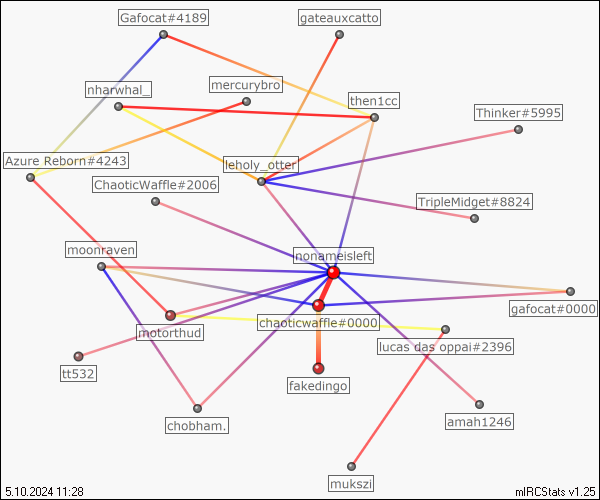 Gafocat#4189
gateauxcatto
nharwhal_
mercurybro
then1cc
Thinker#5995
Azure Reborn#4243
leholy_otter
ChaoticWaffle#2006
TripleMidget#8824
moonraven
nonameisleft
gafocat#0000
chaoticwaffle#0000
motorthud
lucas das oppai#2396
tt532
fakedingo
chobham.
amah1246
mukszi
5.10.2024 11:28
mIRCStats v1.25